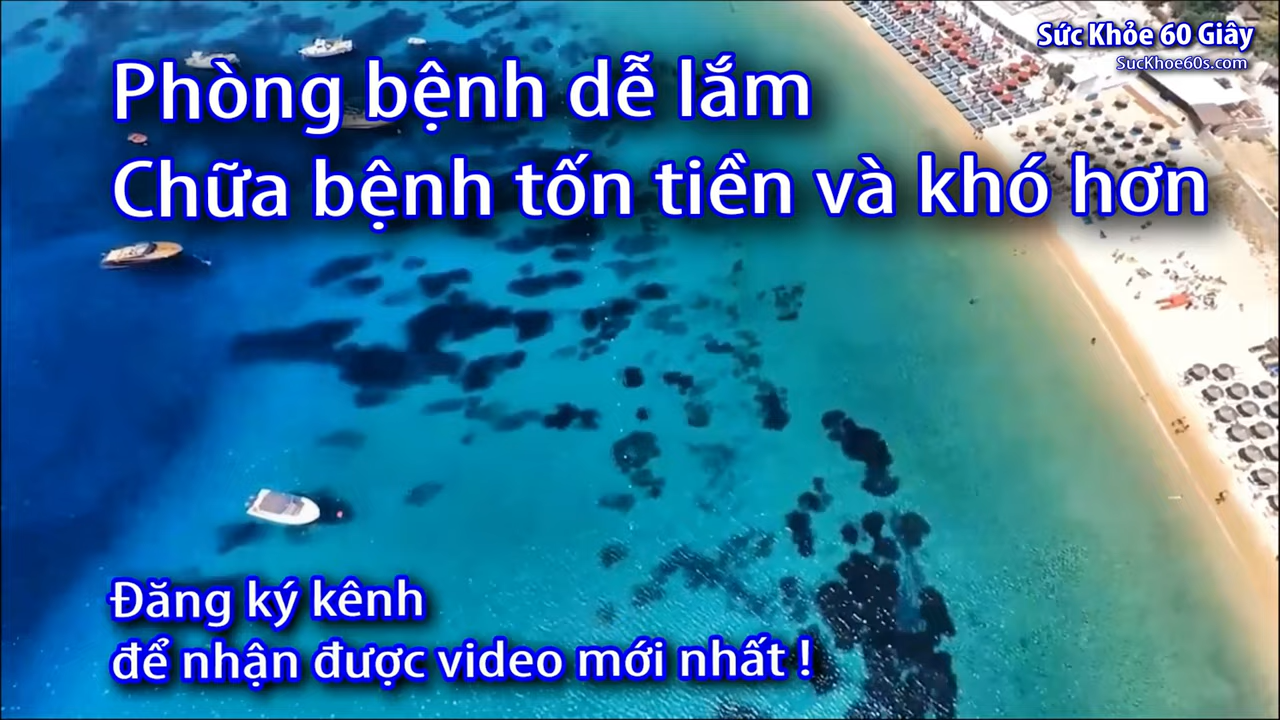 Sức Khỏe 60 Giây
SucKhoe60s.com
Phòng bệnh dễ lắm
Chữa bệnh tốn tiền và khó hơn
Đăng ký kênh
để nhận được video mới nhất !